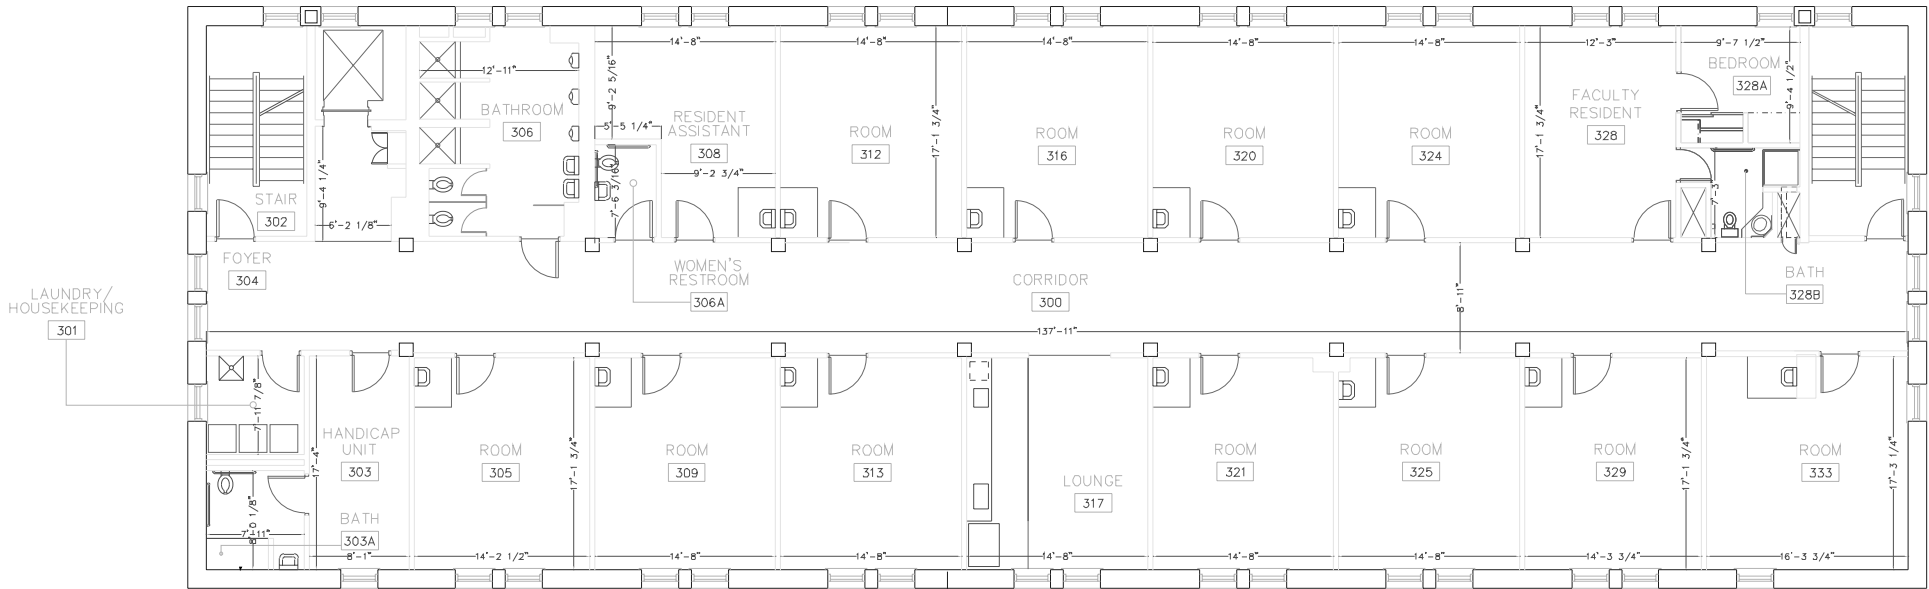 14'-8"
14'-8"
14'-8"
14'-8"
14'-8"
12'-3"
9'-7 1/2"
12'-11"
9'-2 5/16"
17'-1 3/4"
17'-1 3/4"
9'-4 1/2"
BEDROOM
328A
BATHROOM
306
RESIDENT
ASSISTANT
308
5'-5 1/4"
ROOM
312
ROOM
316
ROOM
320
ROOM
324
FACULTY
RESIDENT
328
9'-4 1/4"
7'-6 3/16"
9'-2 3/4"
7'-3
STAIR
302
6'-2 1/8"
FOYER
304
WOMEN'S
RESTROOM
306A
CORRIDOR
300
8'-11"
BATH
328B
LAUNDRY/
HOUSEKEEPING
301
137'-11"
7'-11 7/8"
HANDICAP
UNIT
303
17'-4"
ROOM
305
17'-1 3/4"
ROOM
309
ROOM
313
LOUNGE
317
ROOM
321
ROOM
325
ROOM
329
17'-1 3/4"
ROOM
333
17'-3 1/4"
8'-0 1/8"
7'-11"
BATH
303A
8'-1"
14'-2 1/2"
14'-8"
14'-8"
14'-8"
14'-8"
14'-8"
14'-3 3/4"
16'-3 3/4"